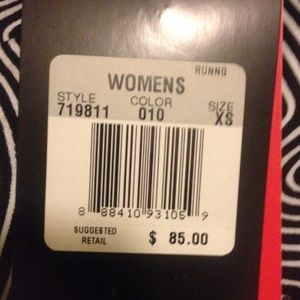 RUNNG
WOMENS
STYLE COLOR SIZE
719811 010 XS
8 88410 93105 9
SUGGESTED
RETAIL $ 85.00